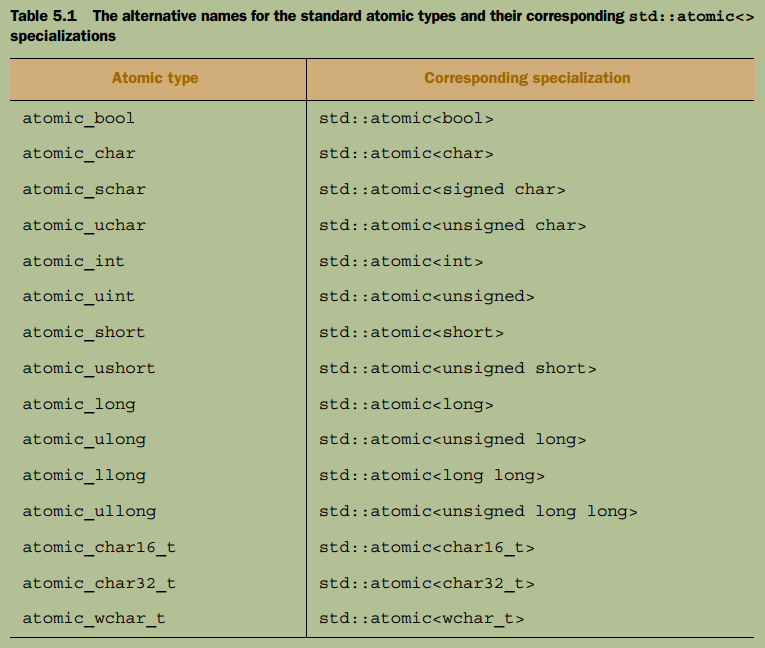 Table 5.1 The alternative names for the standard atomic types and their corresponding std::atomic<>
specializations
Atomic type Corresponding specialization
atomic_bool std::atomic<bool>
atomic_char std::atomic<char>
atomic_schar std::atomic<signed char>
atomic_uchar std::atomic<unsigned char>
atomic_int std::atomic<int>
atomic_uint std::atomic<unsigned>
atomic_short std::atomic<short>
atomic_ushort std::atomic<unsigned short>
atomic_long std::atomic<long>
atomic_ulong std::atomic<unsigned long>
atomic_llong std::atomic<long long>
atomic_ullong std::atomic<unsigned long long>
atomic_char16_t std::atomic<char16_t>
atomic_char32_t std::atomic<char32_t>
atomic_wchar_t std::atomic<wchar_t>